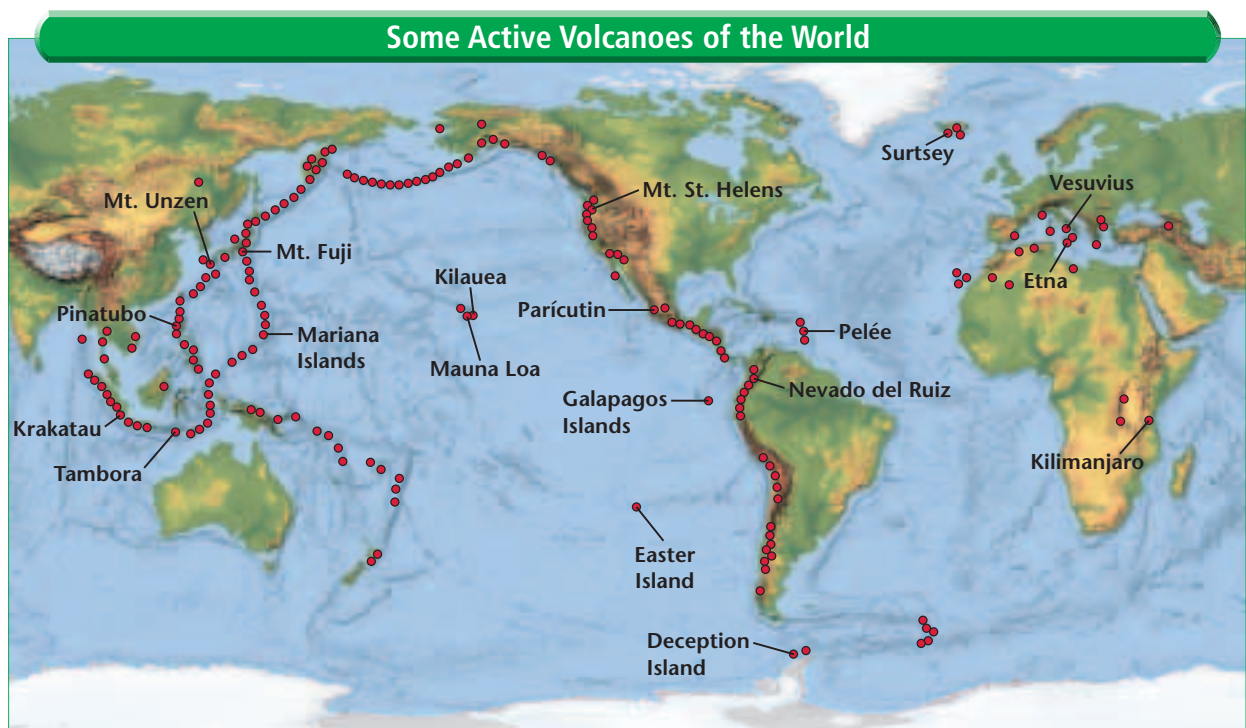 Some Active Volcanoes of the World
Surtsey
Vesuvius
Mt. St. Helens
Mt. Unzen
Mt. Fuji
Etna
Kilauea
Parícutin
Pinatubo
Mariana
Islands
Pelée
Mauna Loa
Nevado del Ruiz
Galapagos
Islands
Krakatau
Kilimanjaro
Tambora
Easter
Island
Deception
Island